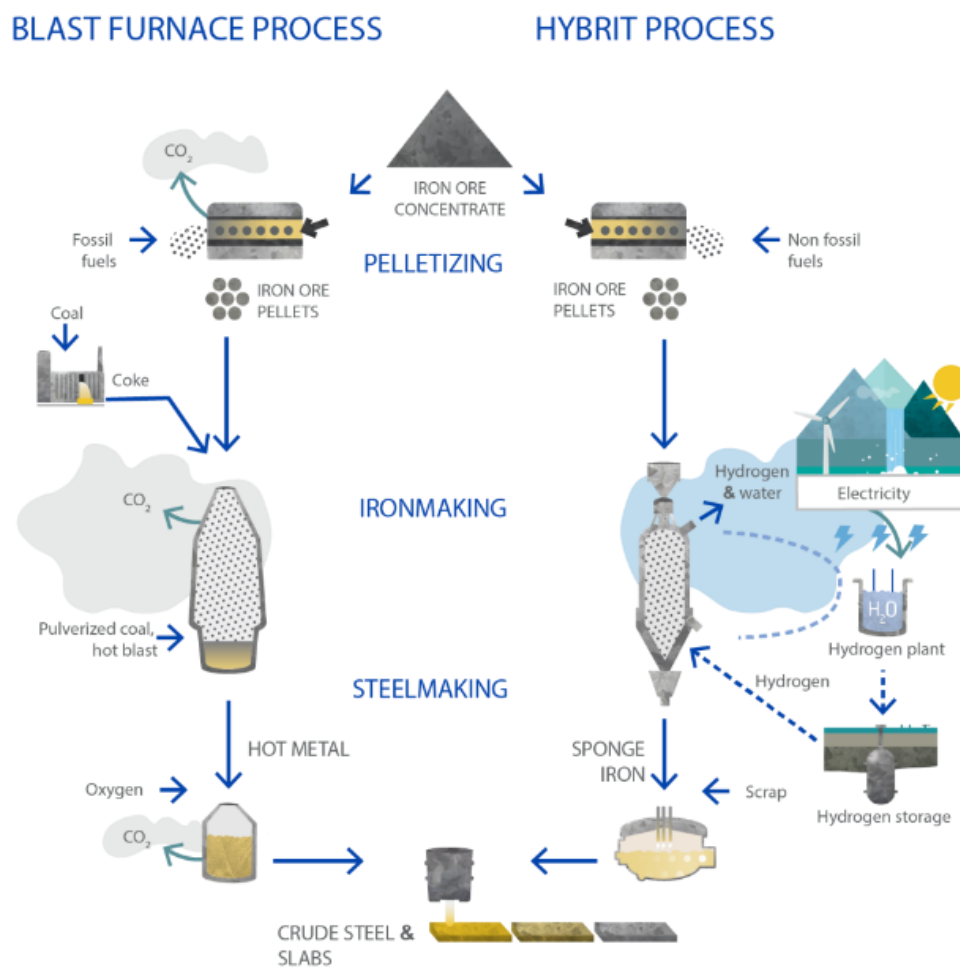 BLAST FURNACE PROCESS
HYBRIT PROCESS
CO₂
IRON ORE
CONCENTRATE
Fossil
fuels
PELLETIZING
Non fossil
fuels
IRON ORE
PELLETS
IRON ORE
PELLETS
Coal
Coke
CO₂
IRONMAKING
Hydrogen
& water
Electricity
H₂O
Hydrogen plant
Pulverized coal,
hot blast
STEELMAKING
Hydrogen
HOT METAL
SPONGE
IRON
Oxygen
Scrap
Hydrogen storage
CO₂
CRUDE STEEL &
SLABS